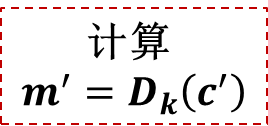 计算
m′ = Dₖ(c′)